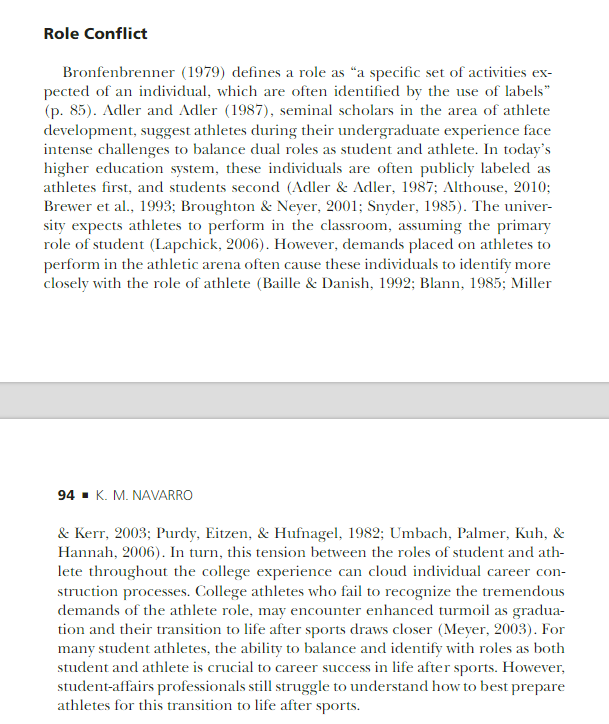 Role Conflict
Bronfenbrenner (1979) defines a role as “a specific set of activities ex-
pected of an individual, which are often identified by the use of labels”
(p. 85). Adler and Adler (1987), seminal scholars in the area of athlete
development, suggest athletes during their undergraduate experience face
intense challenges to balance dual roles as student and athlete. In today’s
higher education system, these individuals are often publicly labeled as
athletes first, and students second (Adler & Adler, 1987; Althouse, 2010;
Brewer et al., 1993; Broughton & Neyer, 2001; Snyder, 1985). The univer-
sity expects athletes to perform in the classroom, assuming the primary
role of student (Lapchick, 2006). However, demands placed on athletes to
perform in the athletic arena often cause these individuals to identify more
closely with the role of athlete (Baille & Danish, 1992; Blann, 1985; Miller
94 ▪ K. M. NAVARRO
& Kerr, 2003; Purdy, Eitzen, & Hufnagel, 1982; Umbach, Palmer, Kuh, &
Hannah, 2006). In turn, this tension between the roles of student and ath-
lete throughout the college experience can cloud individual career con-
struction processes. College athletes who fail to recognize the tremendous
demands of the athlete role, may encounter enhanced turmoil as gradua-
tion and their transition to life after sports draws closer (Meyer, 2003). For
many student athletes, the ability to balance and identify with roles as both
student and athlete is crucial to career success in life after sports. However,
student-affairs professionals still struggle to understand how to best prepare
athletes for this transition to life after sports.